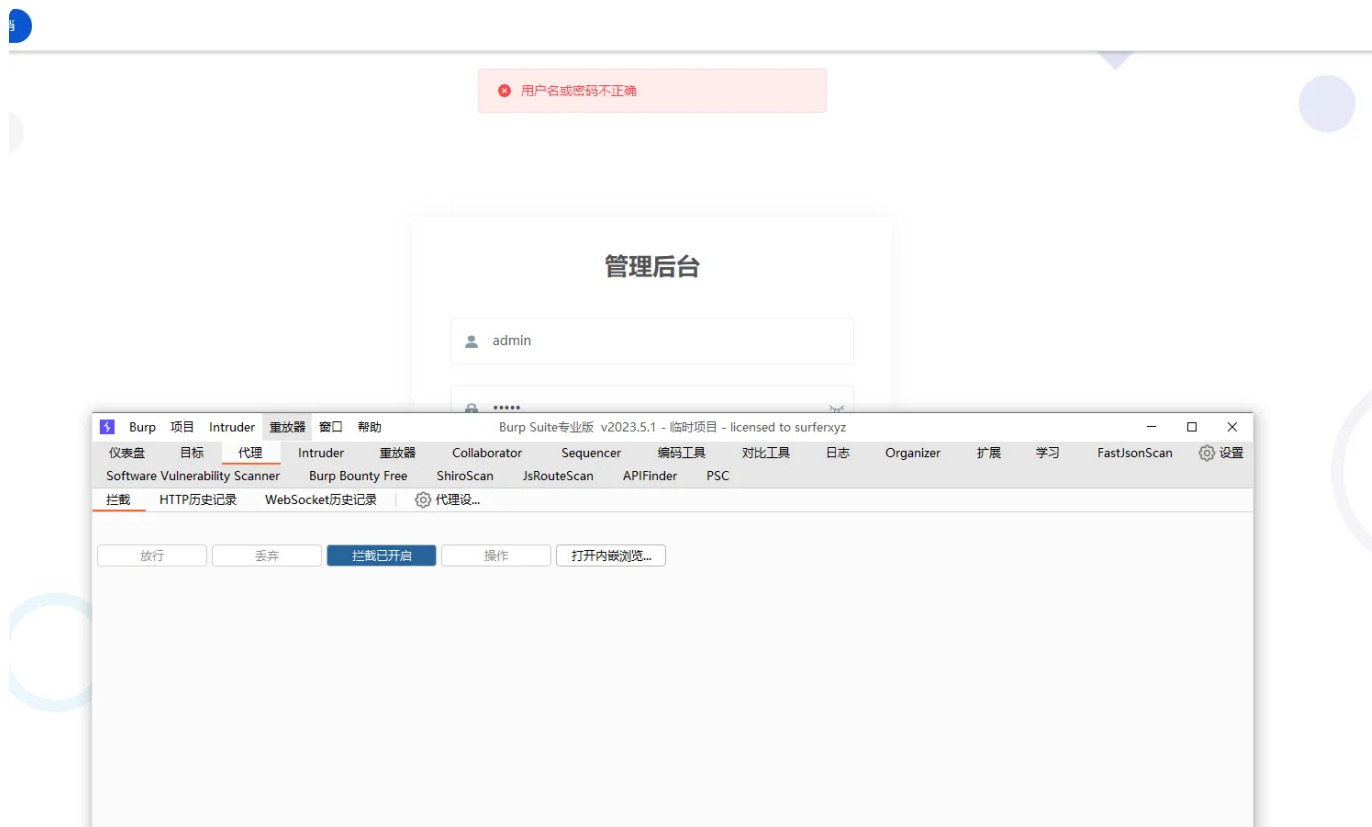 用户名或密码不正确
管理后台
admin
•••••
Burp 项目 Intruder 重放器 窗口 帮助 Burp Suite专业版 v2023.5.1 - 临时项目 - licensed to surferxyz
仪表盘 目标 代理 Intruder 重放器 Collaborator Sequencer 编码工具 对比工具 日志 Organizer 扩展 学习 FastJsonScan 设置
Software Vulnerability Scanner Burp Bounty Free ShiroScan JsRouteScan APIFinder PSC
拦截 HTTP历史记录 WebSocket历史记录 代理设...
放行 丢弃 拦截已开启 操作 打开内嵌浏览...